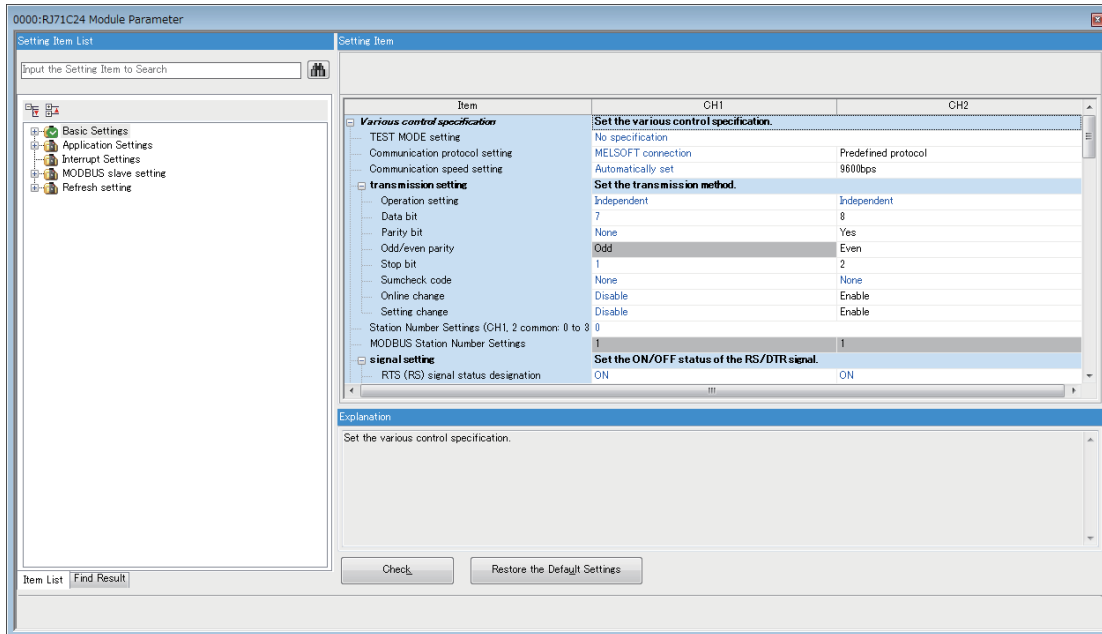 0000:RJ71C24 Module Parameter
Setting Item List
Input the Setting Item to Search
Basic Settings
Application Settings
Interrupt Settings
MODBUS slave setting
Refresh setting
Item List Find Result
Setting Item
Item CH1 CH2
Various control specification Set the various control specification.
TEST MODE setting No specification
Communication protocol setting MELSOFT connection Predefined protocol
Communication speed setting Automatically set 9600bps
transmission setting Set the transmission method.
Operation setting Independent Independent
Data bit 7 8
Parity bit None Yes
Odd/even parity Odd Even
Stop bit 1 2
Sumcheck code None None
Online change Disable Enable
Setting change Disable Enable
Station Number Settings (CH1, 2 common: 0 to 3 0
MODBUS Station Number Settings 1 1
signal setting Set the ON/OFF status of the RS/DTR signal.
RTS (RS) signal status designation ON ON
Explanation
Set the various control specification.
Check Restore the Default Settings